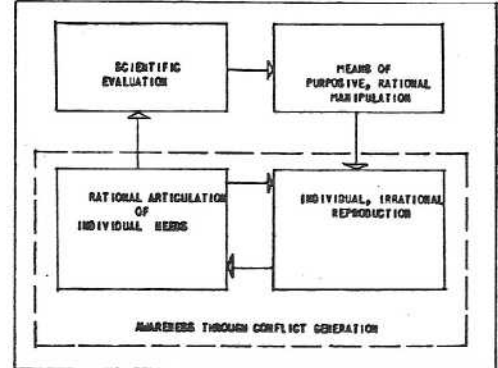 SCIENTIFIC
EVALUATION
MEANS OF
PURPOSIVE, RATIONAL
MANIPULATION
RATIONAL ARTICULATION
OF
INDIVIDUAL NEEDS
INDIVIDUAL, IRRATIONAL
REPRODUCTION
AWARENESS THROUGH CONFLICT GENERATION